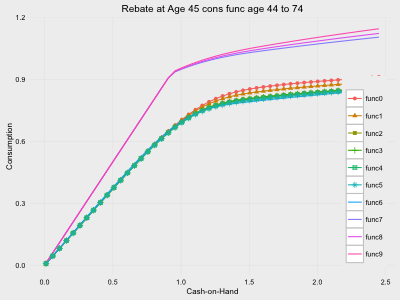 Rebate at Age 45 cons func age 44 to 74
1.2
0.9
0.6
0.3
0.0
Consumption
func0
func1
func2
func3
func4
func5
func6
func7
func8
func9
0.0 0.5 1.0 1.5 2.0 2.5
Cash-on-Hand